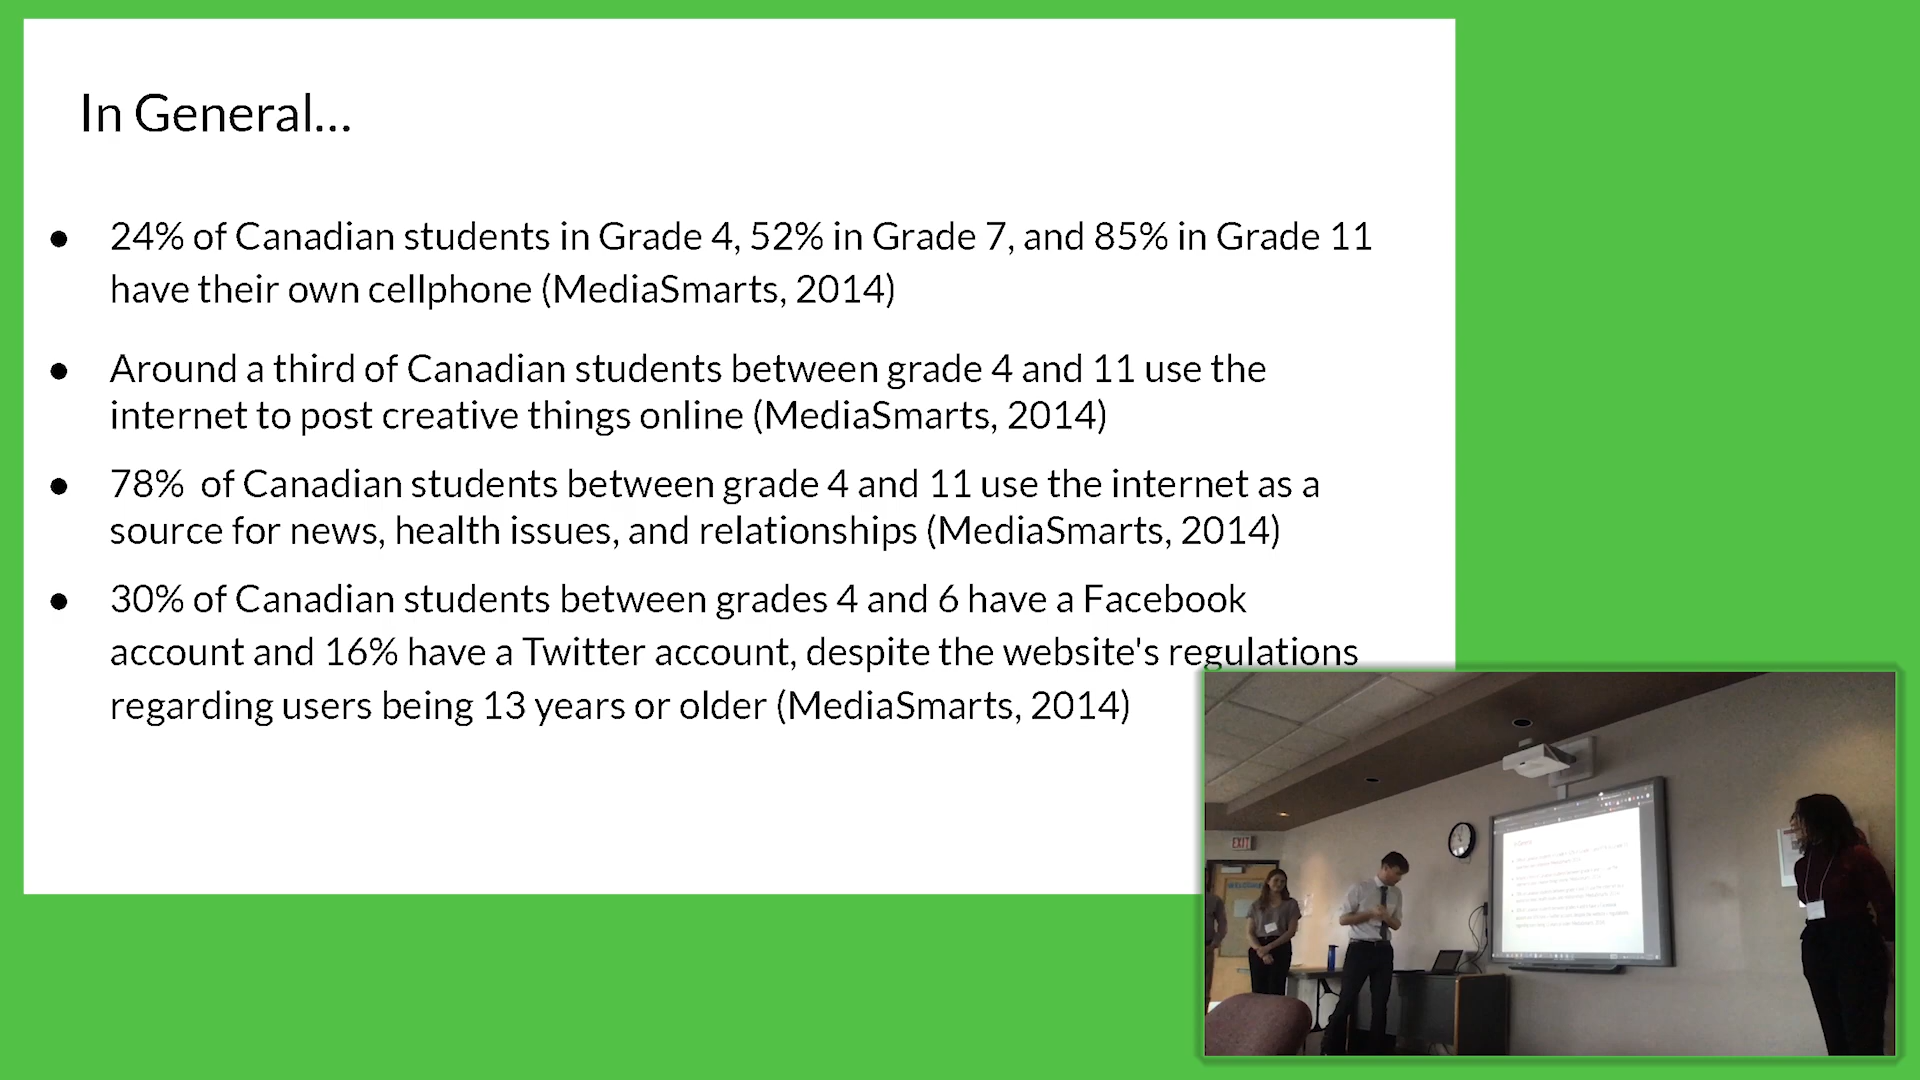 In General...
● 24% of Canadian students in Grade 4, 52% in Grade 7, and 85% in Grade 11
have their own cellphone (MediaSmarts, 2014)
● Around a third of Canadian students between grade 4 and 11 use the
internet to post creative things online (MediaSmarts, 2014)
● 78%  of Canadian students between grade 4 and 11 use the internet as a
source for news, health issues, and relationships (MediaSmarts, 2014)
● 30% of Canadian students between grades 4 and 6 have a Facebook
account and 16% have a Twitter account, despite the website's regulations
regarding users being 13 years or older (MediaSmarts, 2014)
EXIT